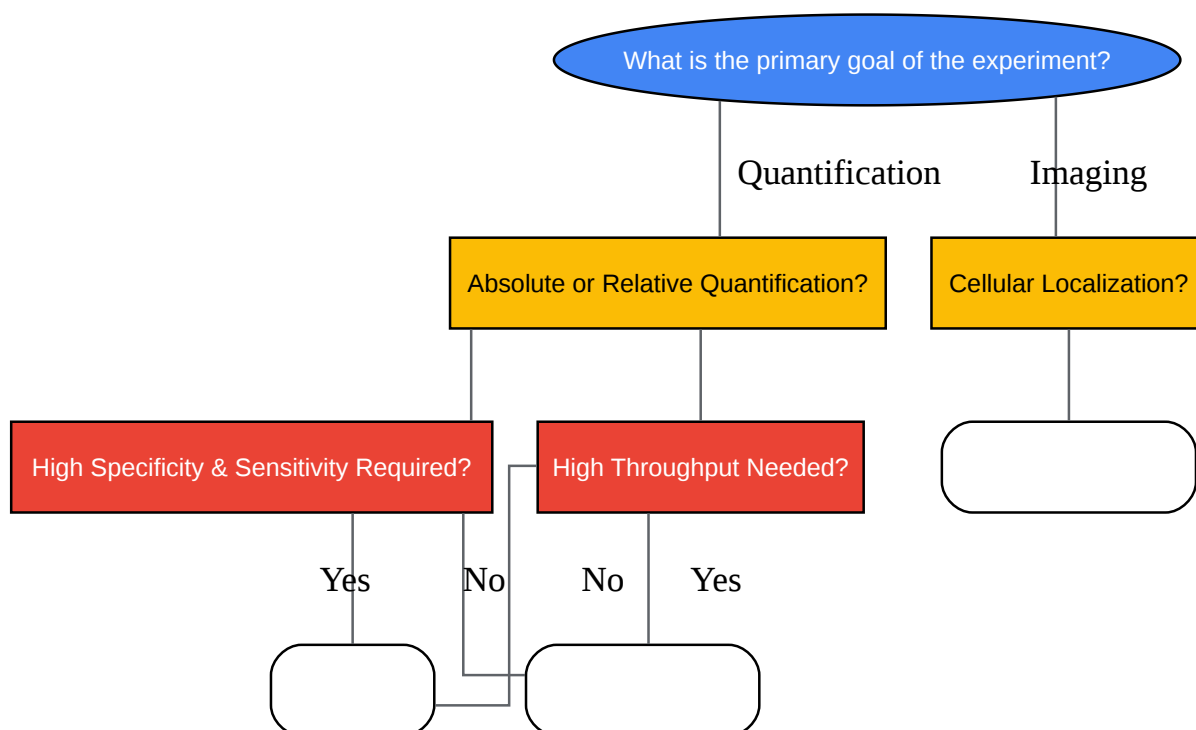 What is the primary goal of the experiment?
Quantification
Imaging
Absolute or Relative Quantification?
Cellular Localization?
High Specificity & Sensitivity Required?
High Throughput Needed?
Yes
No
No
Yes